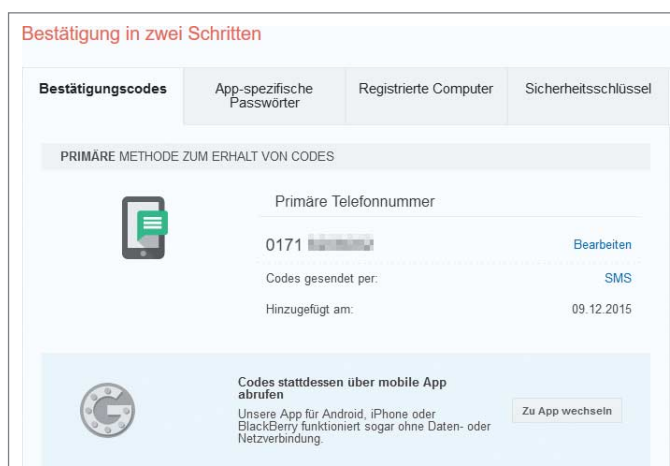 Bestätigung in zwei Schritten
Bestätigungscodes
App-spezifische
Passwörter
Registrierte Computer
Sicherheitsschlüssel
PRIMÄRE METHODE ZUM ERHALT VON CODES
Primäre Telefonnummer
0171
Bearbeiten
Codes gesendet per:
SMS
Hinzugefügt am:
09.12.2015
Codes stattdessen über mobile App
abrufen
Unsere App für Android, iPhone oder
BlackBerry funktioniert sogar ohne Daten- oder
Netzverbindung.
Zu App wechseln